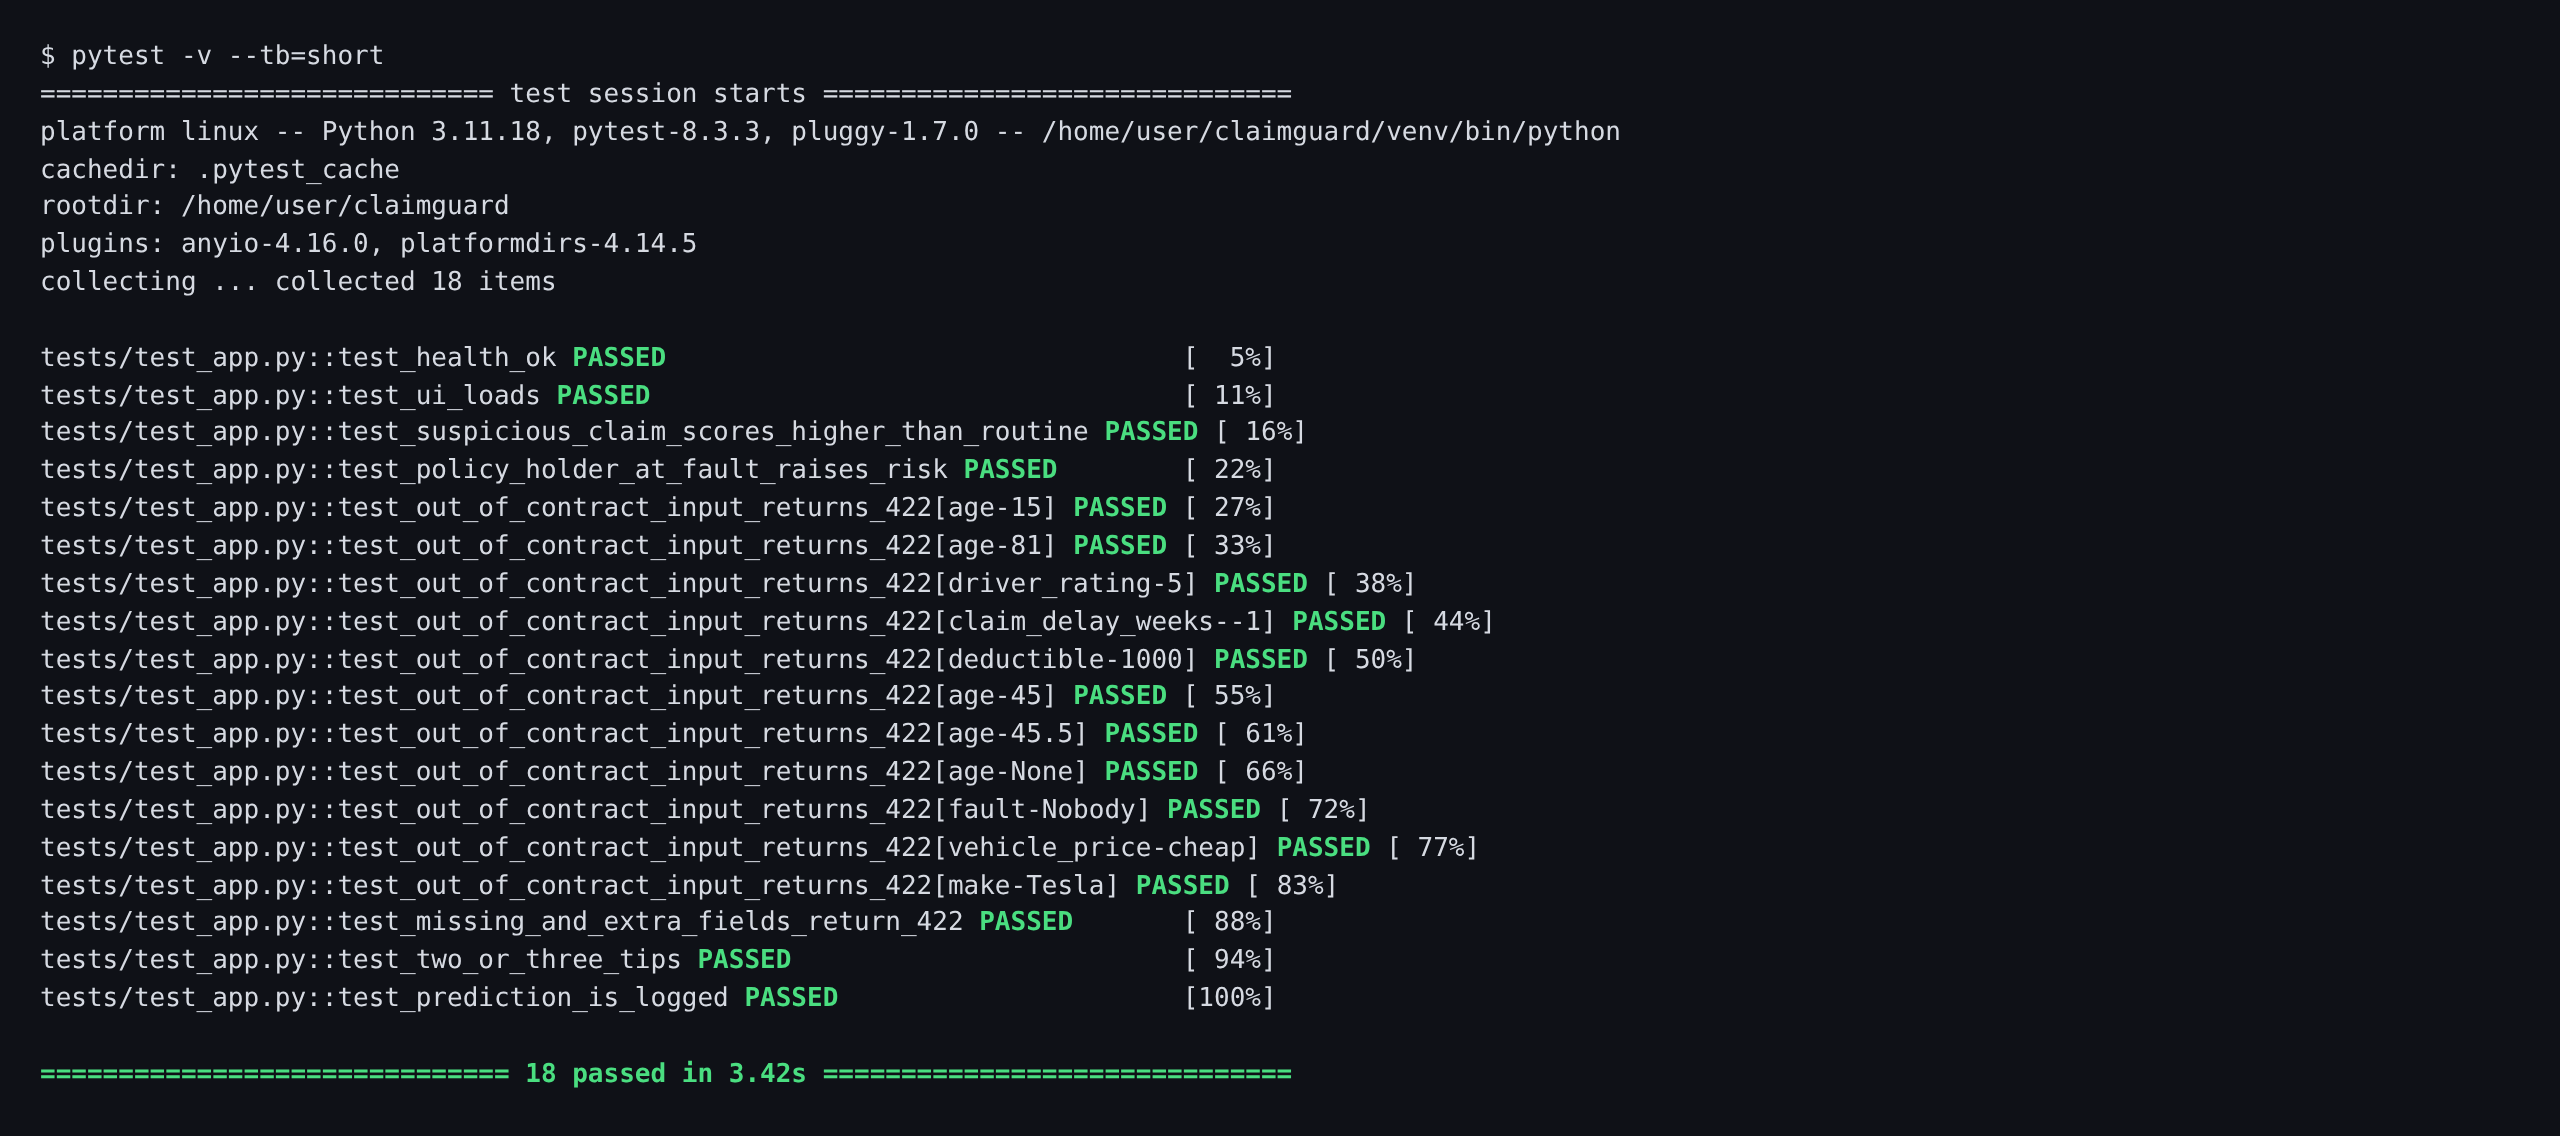 $ pytest -v --tb=short
============================= test session starts ==============================
platform linux -- Python 3.11.18, pytest-8.3.3, pluggy-1.7.0 -- /home/user/claimguard/venv/bin/python
cachedir: .pytest_cache
rootdir: /home/user/claimguard
plugins: anyio-4.16.0, platformdirs-4.14.5
collecting ... collected 18 items

tests/test_app.py::test_health_ok PASSED                                 [  5%]
tests/test_app.py::test_ui_loads PASSED                                  [ 11%]
tests/test_app.py::test_suspicious_claim_scores_higher_than_routine PASSED [ 16%]
tests/test_app.py::test_policy_holder_at_fault_raises_risk PASSED        [ 22%]
tests/test_app.py::test_out_of_contract_input_returns_422[age-15] PASSED [ 27%]
tests/test_app.py::test_out_of_contract_input_returns_422[age-81] PASSED [ 33%]
tests/test_app.py::test_out_of_contract_input_returns_422[driver_rating-5] PASSED [ 38%]
tests/test_app.py::test_out_of_contract_input_returns_422[claim_delay_weeks--1] PASSED [ 44%]
tests/test_app.py::test_out_of_contract_input_returns_422[deductible-1000] PASSED [ 50%]
tests/test_app.py::test_out_of_contract_input_returns_422[age-45] PASSED [ 55%]
tests/test_app.py::test_out_of_contract_input_returns_422[age-45.5] PASSED [ 61%]
tests/test_app.py::test_out_of_contract_input_returns_422[age-None] PASSED [ 66%]
tests/test_app.py::test_out_of_contract_input_returns_422[fault-Nobody] PASSED [ 72%]
tests/test_app.py::test_out_of_contract_input_returns_422[vehicle_price-cheap] PASSED [ 77%]
tests/test_app.py::test_out_of_contract_input_returns_422[make-Tesla] PASSED [ 83%]
tests/test_app.py::test_missing_and_extra_fields_return_422 PASSED       [ 88%]
tests/test_app.py::test_two_or_three_tips PASSED                         [ 94%]
tests/test_app.py::test_prediction_is_logged PASSED                      [100%]

============================== 18 passed in 3.42s ==============================